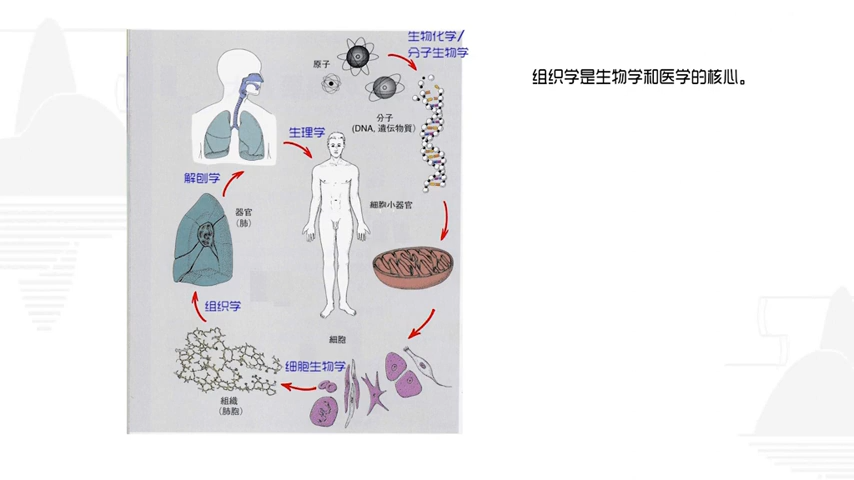 生物化学/
分子生物学
原子
分子
(DNA, 遺伝物質)
生理学
解刨学
細胞小器官
器官
(肺)
组织学
細胞
细胞生物学
組織
(肺胞)
组织学是生物学和医学的核心。